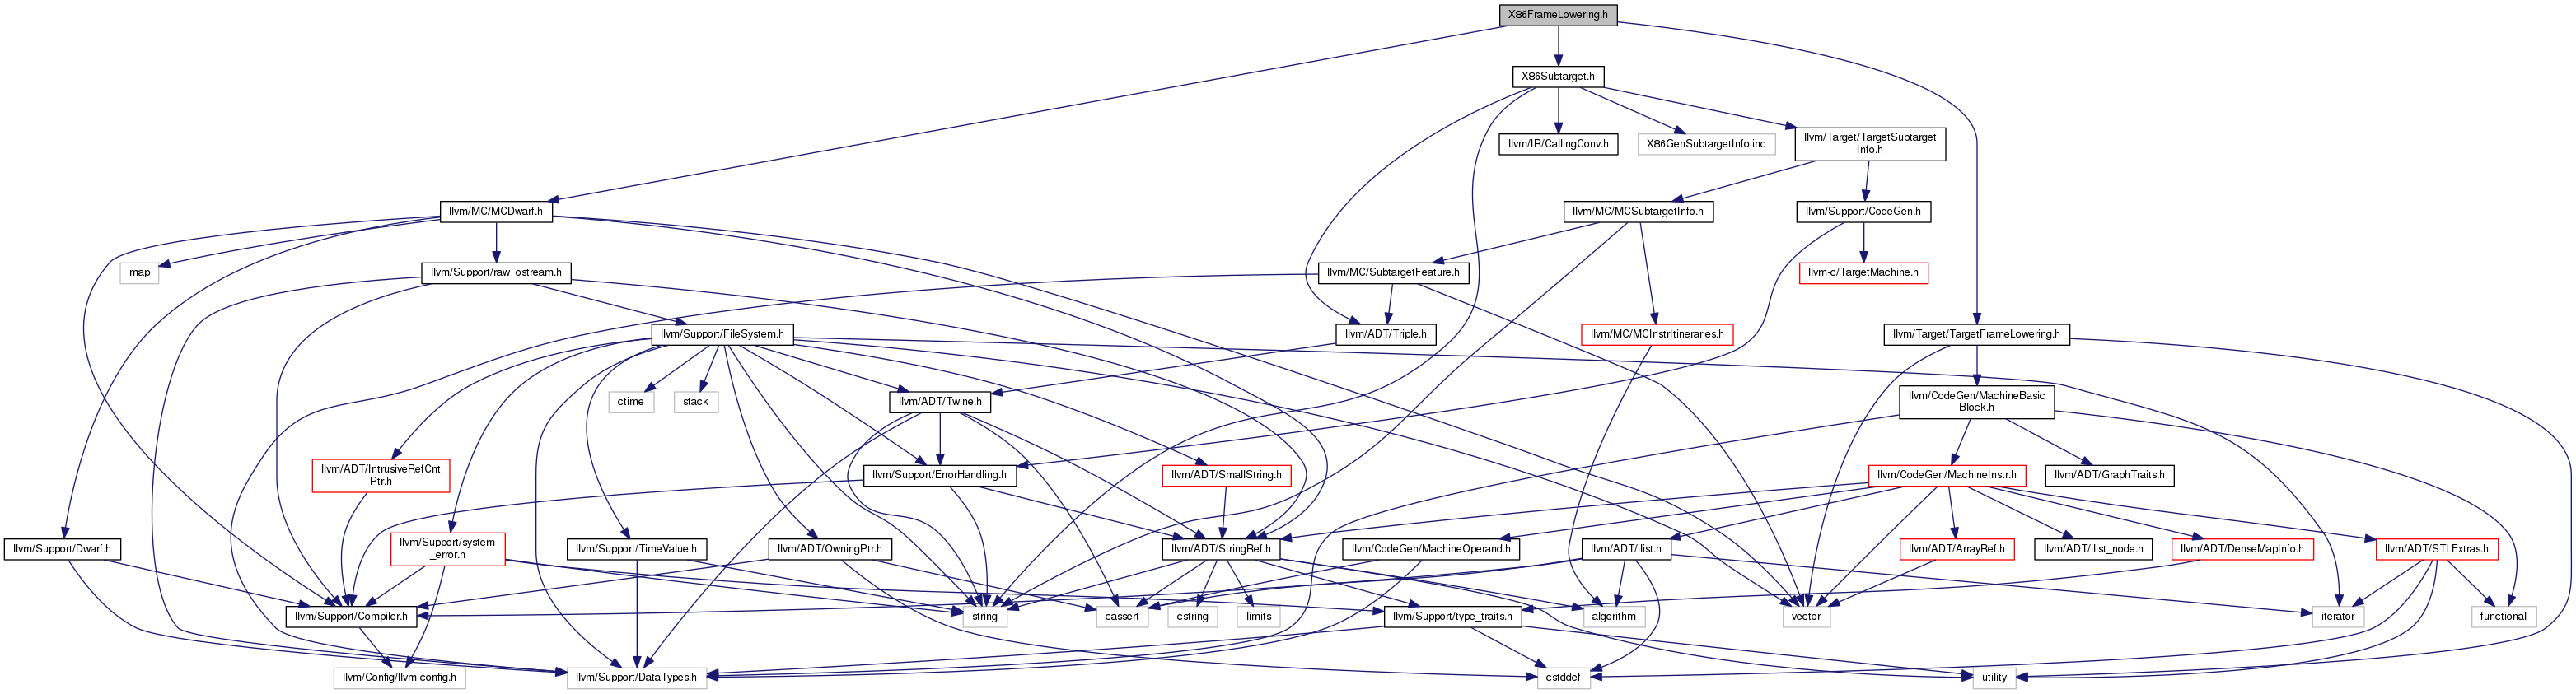 X86FrameLowering.h
X86Subtarget.h
llvm/IR/CallingConv.h
X86GenSubtargetInfo.inc
llvm/Target/TargetSubtarget
Info.h
llvm/MC/MCDwarf.h
llvm/MC/MCSubtargetInfo.h
llvm/Support/CodeGen.h
map
llvm/Support/raw_ostream.h
llvm/MC/SubtargetFeature.h
llvm-c/TargetMachine.h
llvm/Support/FileSystem.h
llvm/ADT/Triple.h
llvm/MC/MCInstrItineraries.h
llvm/Target/TargetFrameLowering.h
ctime
stack
llvm/ADT/Twine.h
llvm/CodeGen/MachineBasic
Block.h
llvm/ADT/IntrusiveRefCnt
Ptr.h
llvm/Support/ErrorHandling.h
llvm/ADT/SmallString.h
llvm/CodeGen/MachineInstr.h
llvm/ADT/GraphTraits.h
llvm/Support/Dwarf.h
llvm/Support/system
_error.h
llvm/Support/TimeValue.h
llvm/ADT/OwningPtr.h
llvm/ADT/StringRef.h
llvm/CodeGen/MachineOperand.h
llvm/ADT/ilist.h
llvm/ADT/ArrayRef.h
llvm/ADT/ilist_node.h
llvm/ADT/DenseMapInfo.h
llvm/ADT/STLExtras.h
llvm/Support/Compiler.h
string
cassert
cstring
limits
llvm/Support/type_traits.h
algorithm
vector
iterator
functional
llvm/Config/llvm-config.h
llvm/Support/DataTypes.h
cstddef
utility